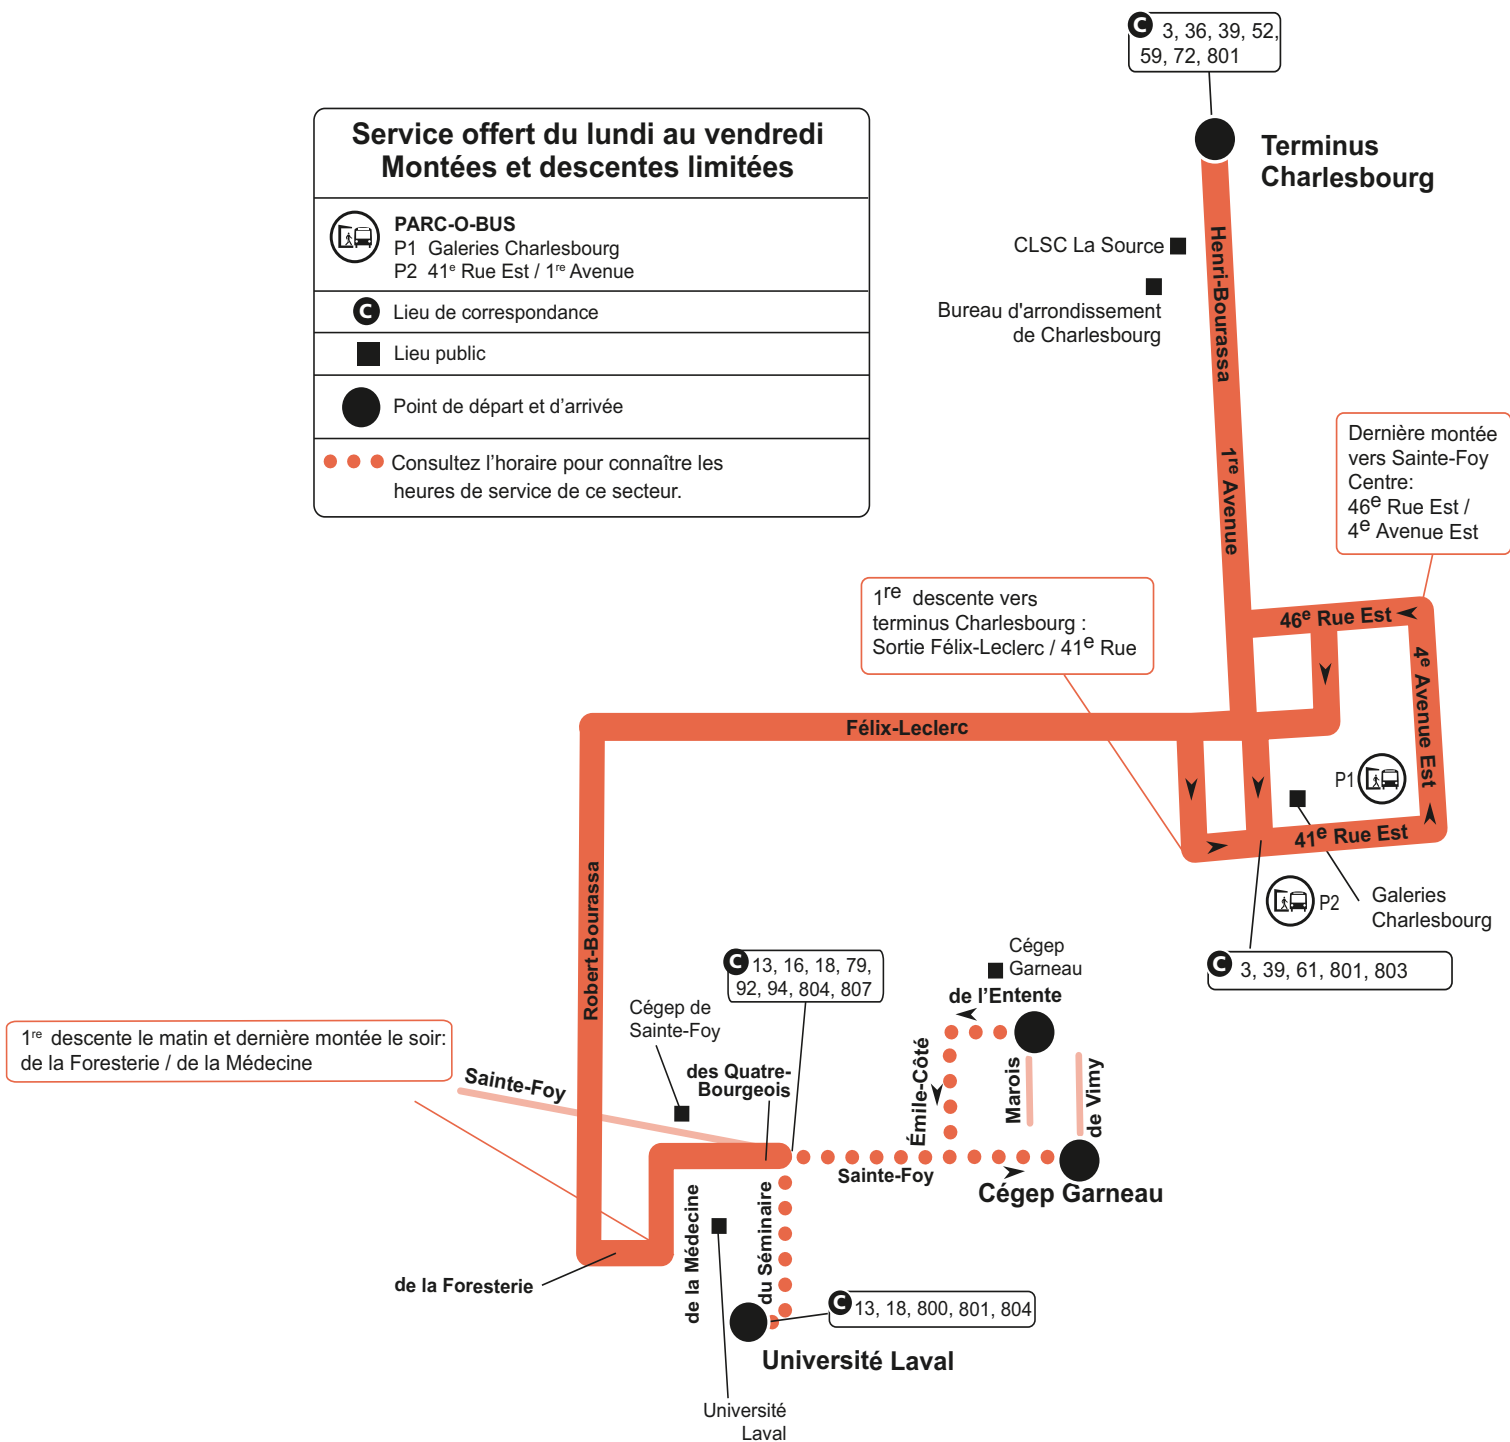 C 3, 36, 39, 52,
59, 72, 801
Terminus
Charlesbourg
Service offert du lundi au vendredi
Montées et descentes limitées
PARC-O-BUS
P1 Galeries Charlesbourg
P2 41e Rue Est / 1re Avenue
C Lieu de correspondance
Lieu public
Point de départ et d’arrivée
Consultez l’horaire pour connaître les
heures de service de ce secteur.
CLSC La Source
Bureau d'arrondissement
de Charlesbourg
Henri-Bourassa
1re Avenue
Dernière montée
vers Sainte-Foy
Centre:
46e Rue Est /
4e Avenue Est
1re descente vers
terminus Charlesbourg :
Sortie Félix-Leclerc / 41e Rue
46e Rue Est
4e Avenue Est
Félix-Leclerc
P1
41e Rue Est
P2
Galeries
Charlesbourg
C 3, 39, 61, 801, 803
Robert-Bourassa
C 13, 16, 18, 79,
92, 94, 804, 807
Cégep
Garneau
de l’Entente
Cégep de
Sainte-Foy
1re descente le matin et dernière montée le soir:
de la Foresterie / de la Médecine
Sainte-Foy
des Quatre-
Bourgeois
Émile-Côté
Marois
de Vimy
Sainte-Foy
Cégep Garneau
de la Médecine
du Séminaire
de la Foresterie
C 13, 18, 800, 801, 804
Université Laval
Université
Laval